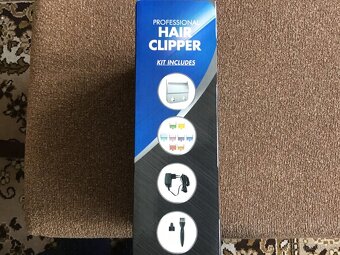 PROFESSIONAL
HAIR
CLIPPER
KIT INCLUDES